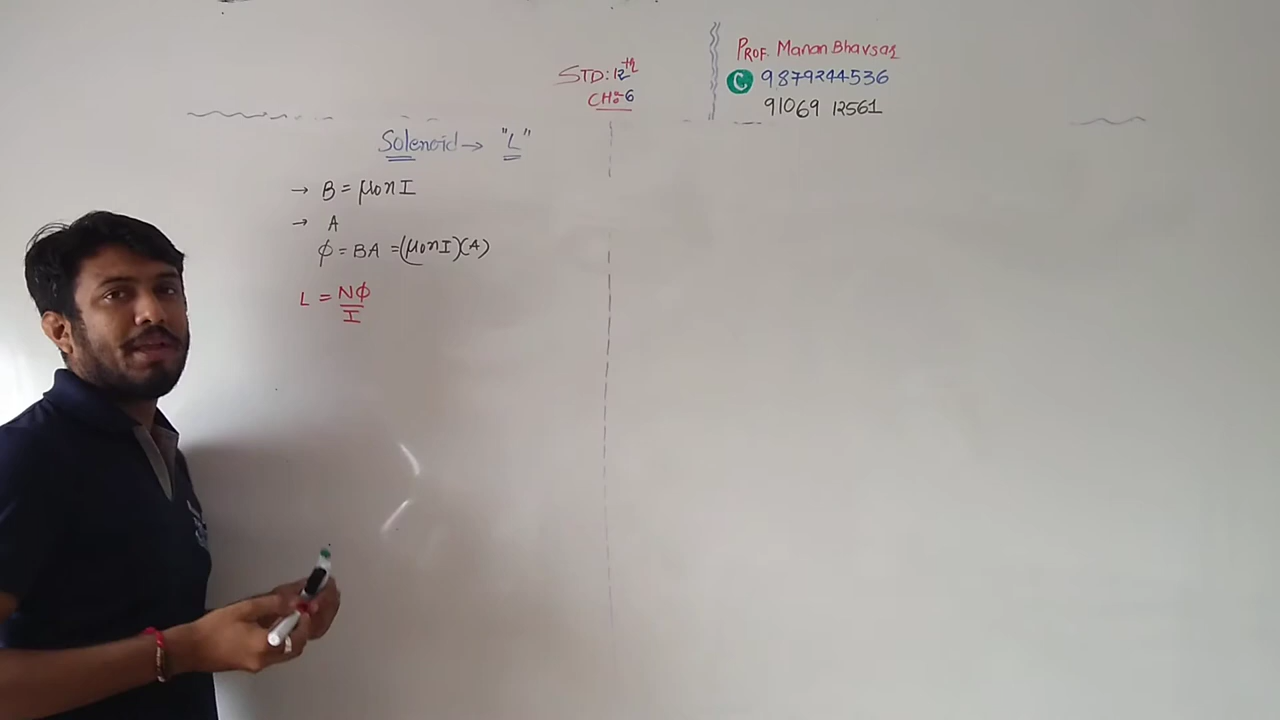 STD: 12th
CH:-6
Prof. Manan Bhavsar
9879244536
91069 12561
Solenoid → "L"
→ B = μ0nI
→ A
ϕ = BA = (μ0nI)(A)
L = Nϕ
I